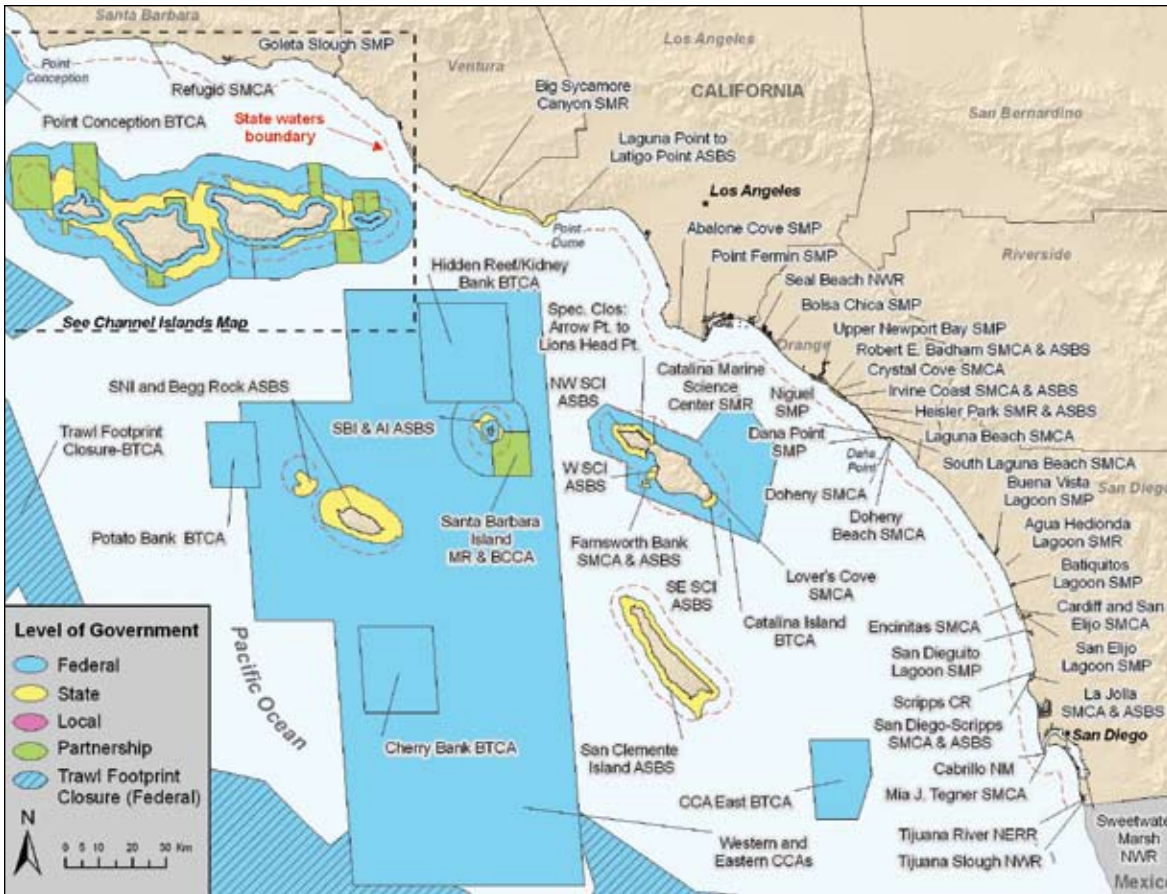 Santa Barbara
Goleta Slough SMP
Los Angeles
Point
Conception
Ventura
Refugio SMCA
Big Sycamore
Canyon SMR
CALIFORNIA
San Bernardino
Point Conception BTCA
State waters
boundary
Laguna Point to
Latigo Point ASBS
Los Angeles
Point
Dume
Abalone Cove SMP
Point Fermin SMP
Riverside
Hidden Reef/Kidney
Bank BTCA
Seal Beach NWR
Spec. Clos:
Arrow Pt. to
Lions Head Pt.
Bolsa Chica SMP
See Channel Islands Map
Upper Newport Bay SMP
Orange
Robert E. Badham SMCA & ASBS
Crystal Cove SMCA
SNI and Begg Rock ASBS
NW SCI
ASBS
Catalina Marine
Science
Center SMR
Niguel
SMP
Irvine Coast SMCA & ASBS
Heisler Park SMR & ASBS
Trawl Footprint
Closure-BTCA
SBI & AI ASBS
Dana Point
SMP
Laguna Beach SMCA
Dana
Point
South Laguna Beach SMCA
W SCI
ASBS
Buena Vista
Lagoon SMP
San Diego
Doheny SMCA
Doheny
Beach SMCA
Potato Bank BTCA
Santa Barbara
Island
MR & BCCA
Farnsworth Bank
SMCA & ASBS
Agua Hedionda
Lagoon SMR
Lover's Cove
SMCA
Batiquitos
Lagoon SMP
SE SCI
ASBS
Catalina Island
BTCA
Cardiff and San
Elijo SMCA
Encinitas SMCA
San Elijo
Lagoon SMP
San Dieguito
Lagoon SMP
Scripps CR
La Jolla
SMCA & ASBS
San Diego-Scripps
SMCA & ASBS
San Diego
Pacific Ocean
Cherry Bank BTCA
San Clemente
Island ASBS
Cabrillo NM
CCA East BTCA
Mia J. Tegner SMCA
Western and
Eastern CCAs
Tijuana River NERR
Tijuana Slough NWR
Sweetwater
Marsh
NWR
Mexico
Level of Government
Federal
State
Local
Partnership
Trawl Footprint
Closure (Federal)
N
0 5 10 20 30 Km